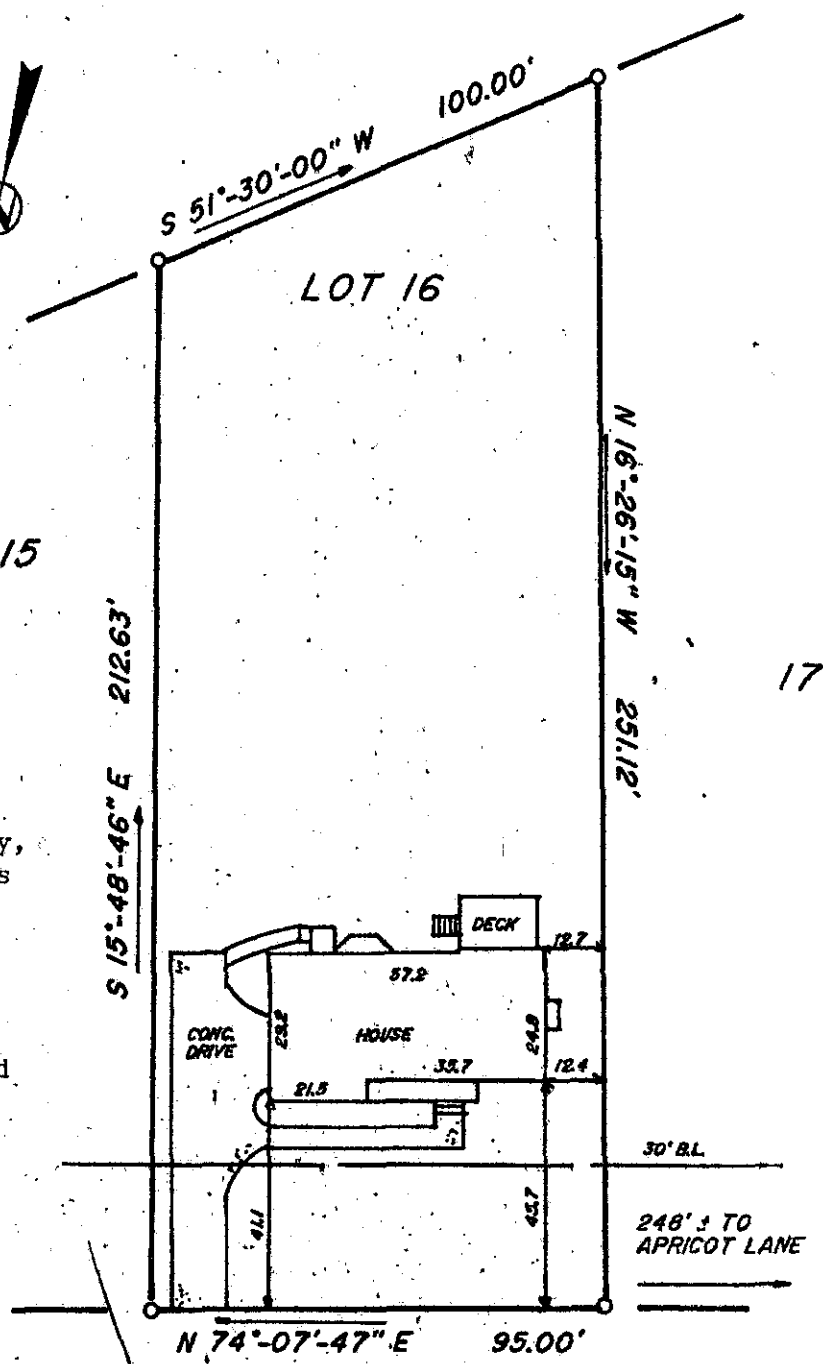 100.00'
S 51°-30'-00" W
LOT 16
N 16°-26'-15" W 251.12'
15
S 15°-48'-46" E 212.63'
17
y,
s
d
DECK
12.7
57.2
CONC.
DRIVE
29.2
HOUSE
24.8
35.7
12.4
21.5
30' B.L.
41.1
45.7
248' ± TO
APRICOT LANE
N 74°-07'-47" E 95.00'